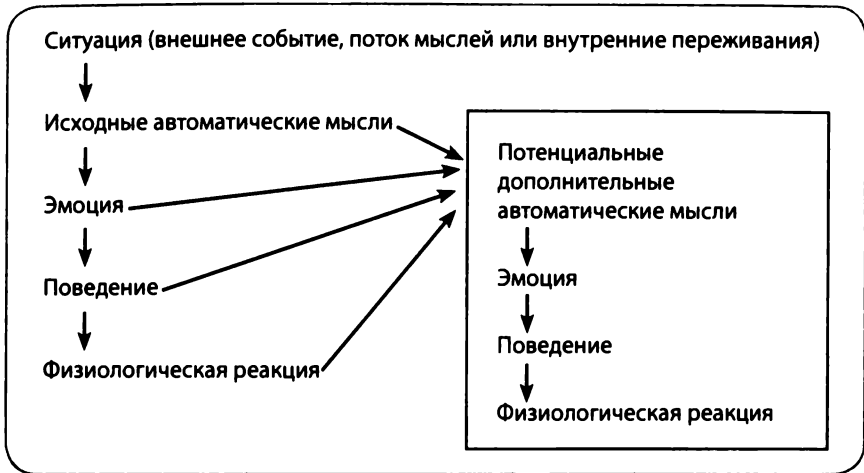 Ситуация (внешнее событие, поток мыслей или внутренние переживания)
Исходные автоматические мысли
Эмоция
Поведение
Физиологическая реакция
Потенциальные
дополнительные
автоматические мысли
Эмоция
Поведение
Физиологическая реакция